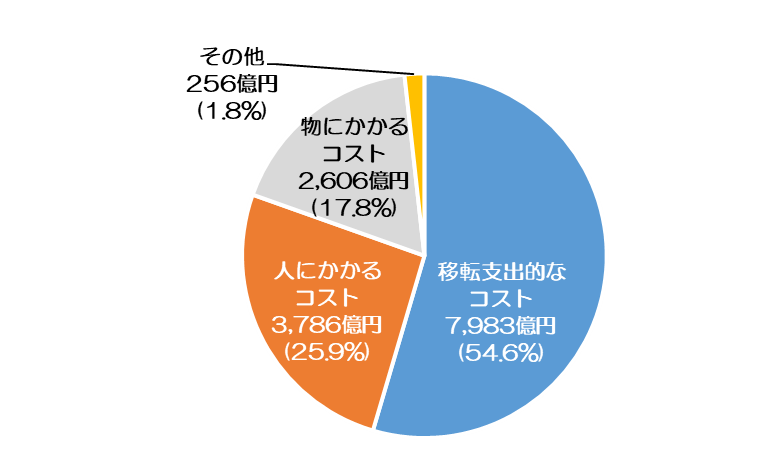 その他
256億円
(1.8%)
物にかかる
コスト
2,606億円
(17.8%)
人にかかる
コスト
3,786億円
(25.9%)
移転支出的な
コスト
7,983億円
(54.6%)